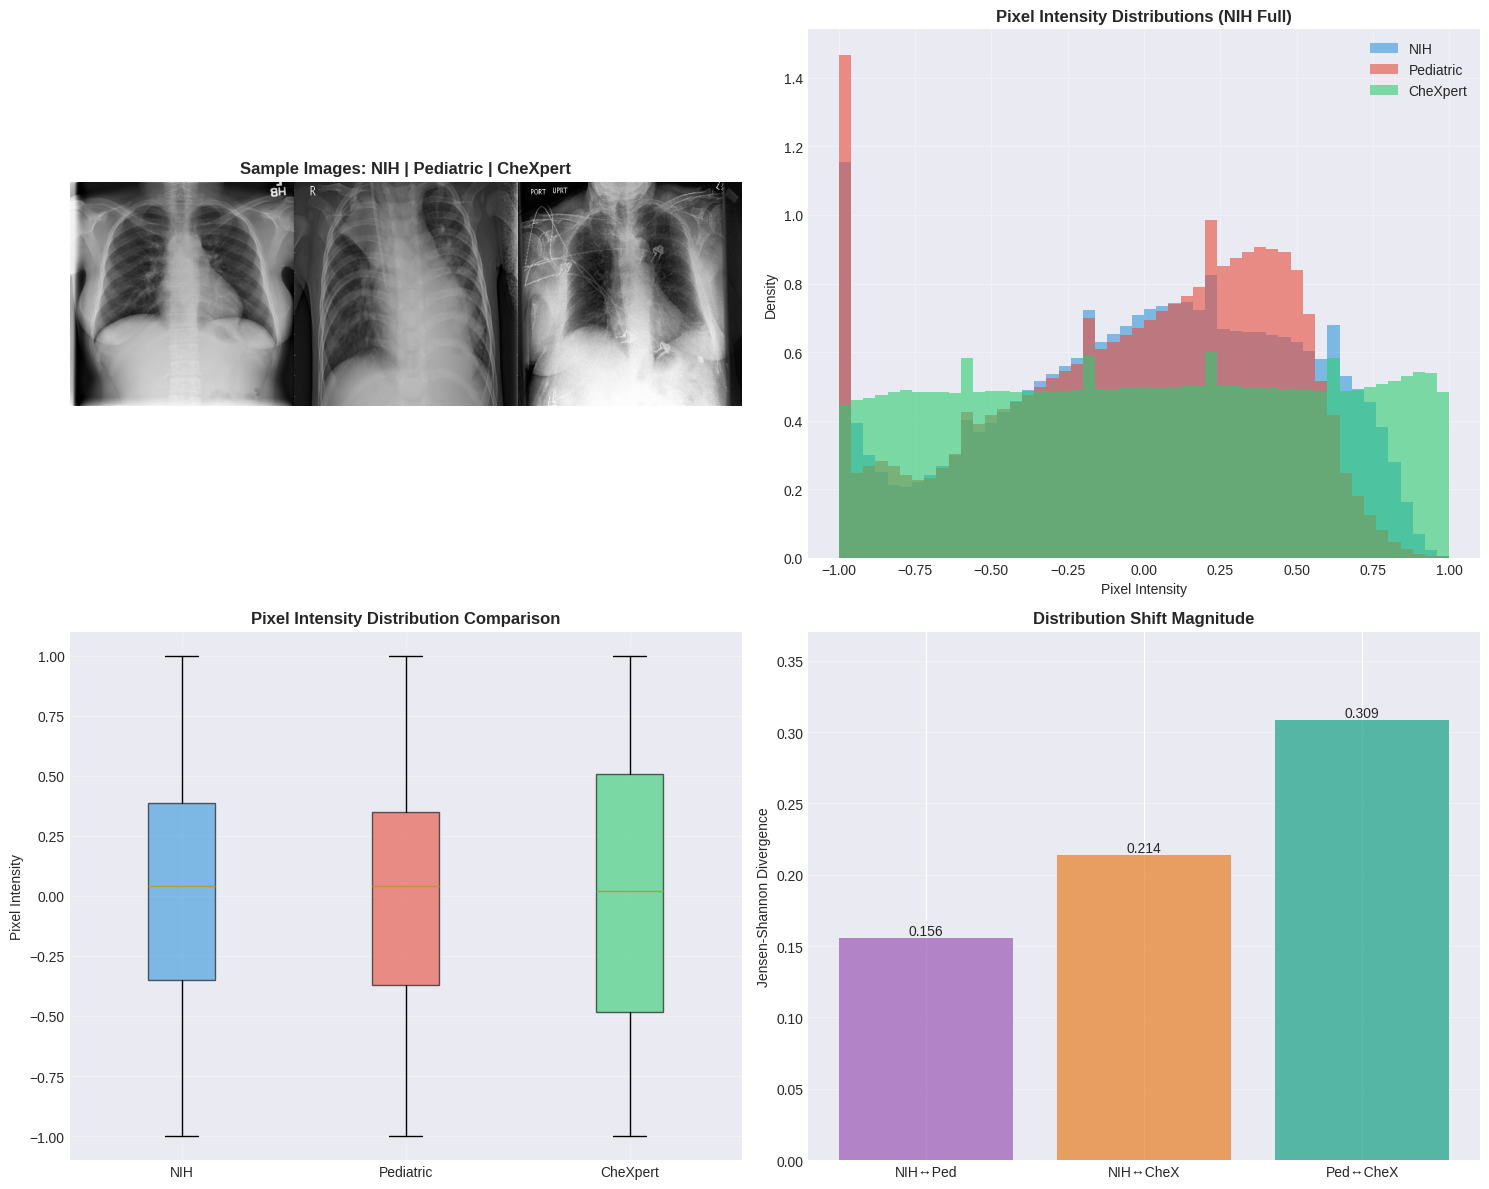 Sample Images: NIH | Pediatric | CheXpert
BH
R
PORT UPRT
Pixel Intensity Distributions (NIH Full)
NIH
Pediatric
CheXpert
Density
1.4
1.2
1.0
0.8
0.6
0.4
0.2
0.0
−1.00 −0.75 −0.50 −0.25 0.00 0.25 0.50 0.75 1.00
Pixel Intensity
Pixel Intensity Distribution Comparison
Pixel Intensity
1.00
0.75
0.50
0.25
0.00
−0.25
−0.50
−0.75
−1.00
NIH Pediatric CheXpert
Distribution Shift Magnitude
Jensen-Shannon Divergence
0.35
0.30
0.25
0.20
0.15
0.10
0.05
0.00
0.156
0.214
0.309
NIH↔Ped NIH↔CheX Ped↔CheX